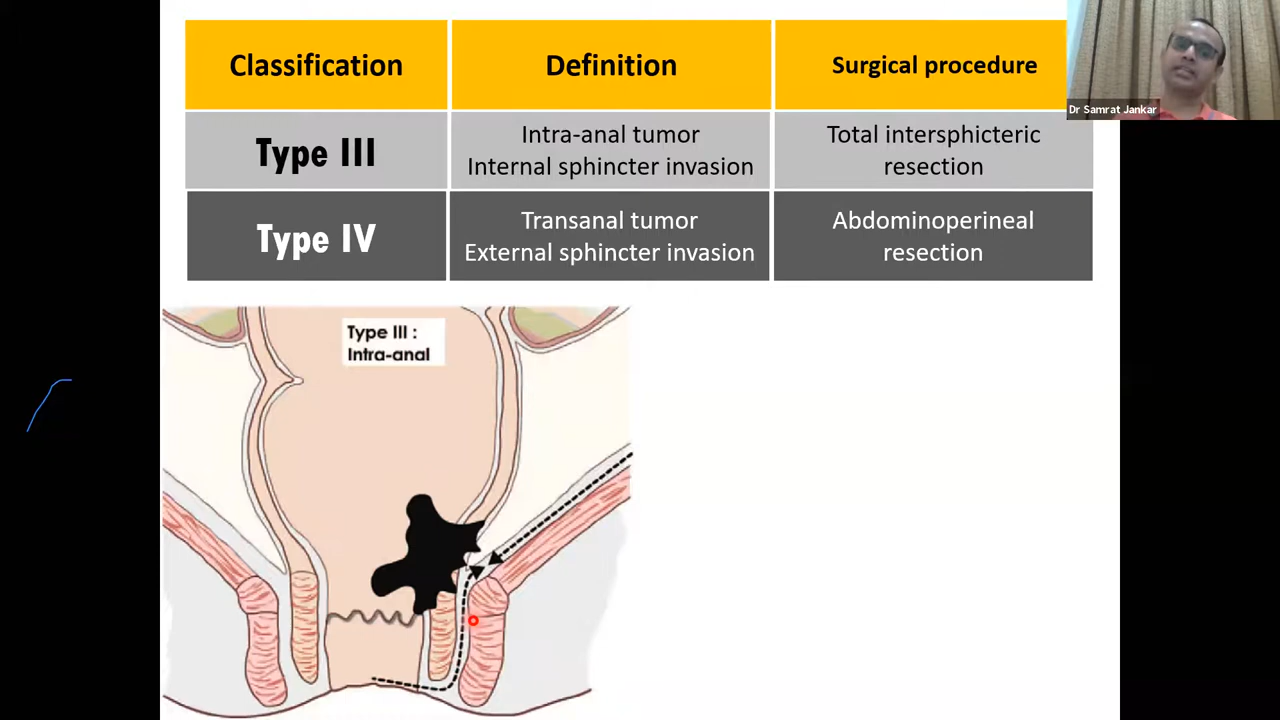 Classification
Definition
Surgical procedure
Dr Samrat Jankar
Type III
Intra-anal tumor
Internal sphincter invasion
Total intersphicteric
resection
Type IV
Transanal tumor
External sphincter invasion
Abdominoperineal
resection
Type III :
Intra-anal